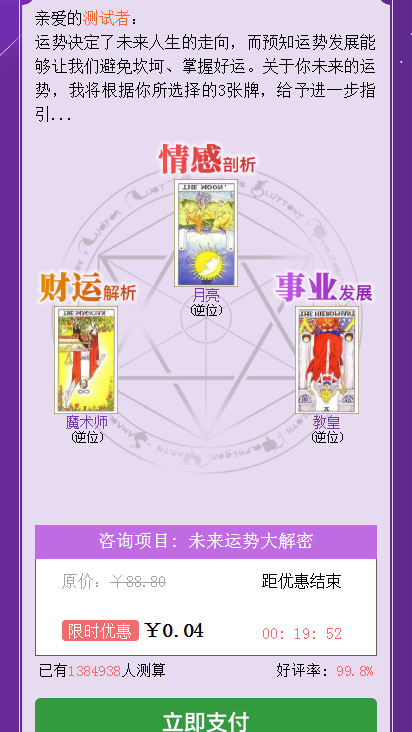 亲爱的测试者：
运势决定了未来人生的走向，而预知运势发展能
够让我们避免坎坷、掌握好运。关于你未来的运
势，我将根据你所选择的3张牌，给予进一步指
引...
情感剖析
THE MOON
月亮
(逆位)
财运解析
事业发展
THE MAGICIAN
THE HIEROPHANT
魔术师
(逆位)
教皇
(逆位)
咨询项目：未来运势大解密
原价：￥88.80
距优惠结束
限时优惠 ￥0.04
00: 19: 52
已有1384938人测算
好评率：99.8%
立即支付